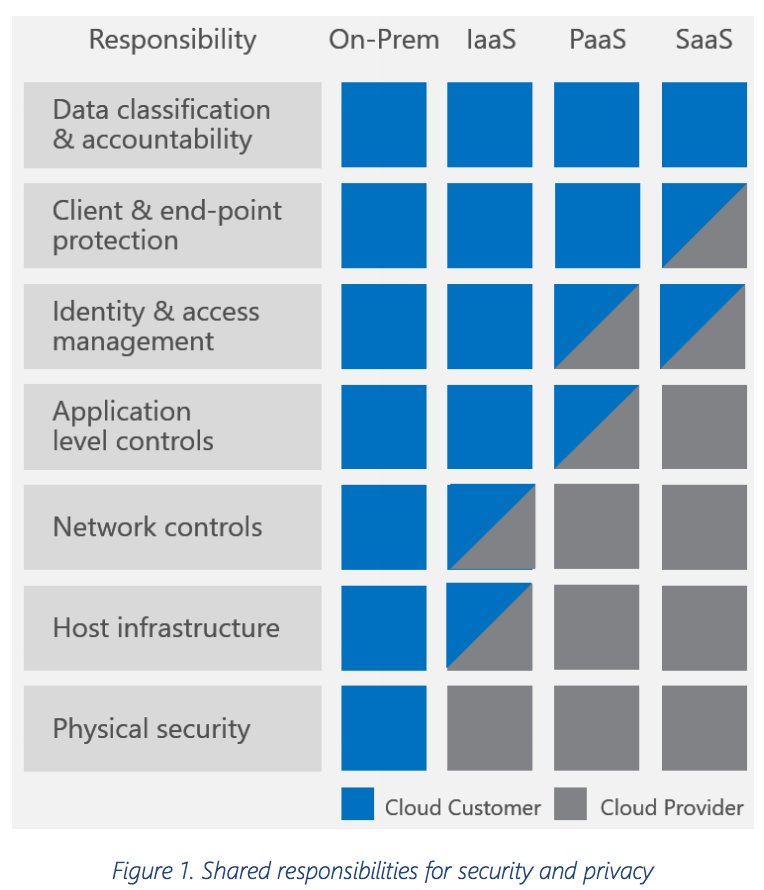 Responsibility On-Prem IaaS PaaS SaaS
Data classification
& accountability
Client & end-point
protection
Identity & access
management
Application
level controls
Network controls
Host infrastructure
Physical security
Cloud Customer Cloud Provider
Figure 1. Shared responsibilities for security and privacy